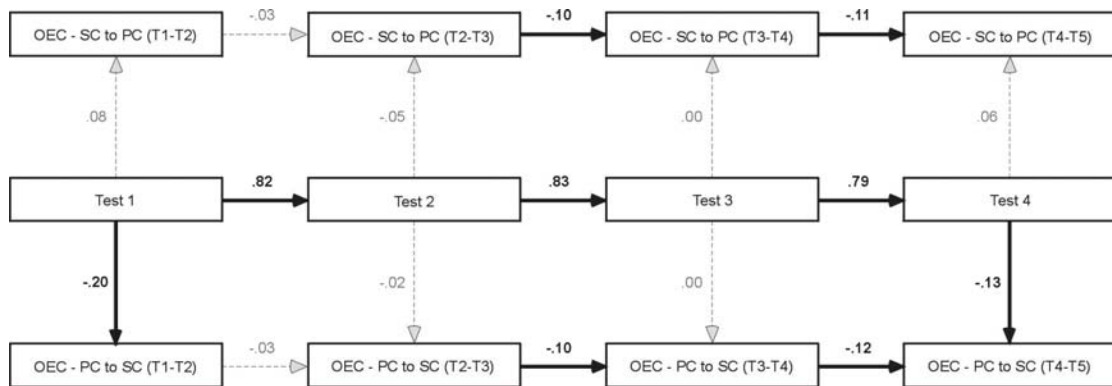 -.03
-.10
-.11
OEC - SC to PC (T1-T2)
OEC - SC to PC (T2-T3)
OEC - SC to PC (T3-T4)
OEC - SC to PC (T4-T5)
.08
-.05
.00
.06
.82
.83
.79
Test 1
Test 2
Test 3
Test 4
-.20
-.02
.00
-.13
-.03
-.10
-.12
OEC - PC to SC (T1-T2)
OEC - PC to SC (T2-T3)
OEC - PC to SC (T3-T4)
OEC - PC to SC (T4-T5)